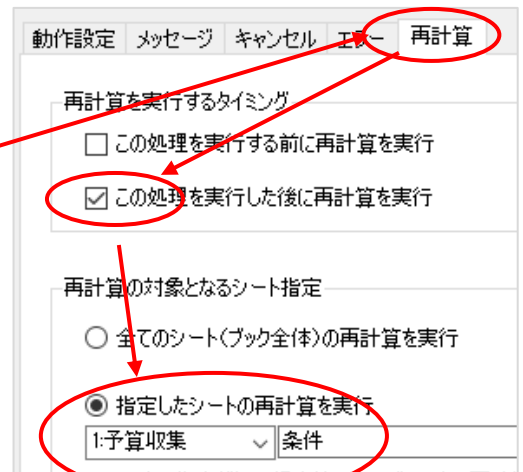 動作設定 メッセージ キャンセル エラー 再計算
再計算を実行するタイミング
この処理を実行する前に再計算を実行
この処理を実行した後に再計算を実行
再計算の対象となるシート指定
全てのシート(ブック全体)の再計算を実行
指定したシートの再計算を実行
1:予算収集 条件